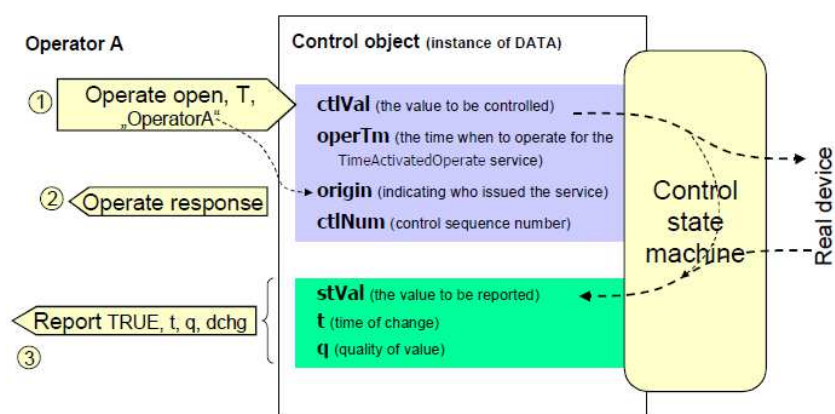 Operator A
Control object (instance of DATA)
① Operate open, T,
„OperatorA“
ctlVal (the value to be controlled)
operTm (the time when to operate for the
TimeActivatedOperate service)
origin (indicating who issued the service)
ctlNum (control sequence number)
② Operate response
Control
state
machine
Real device
stVal (the value to be reported)
t (time of change)
q (quality of value)
Report TRUE, t, q, dchg
③